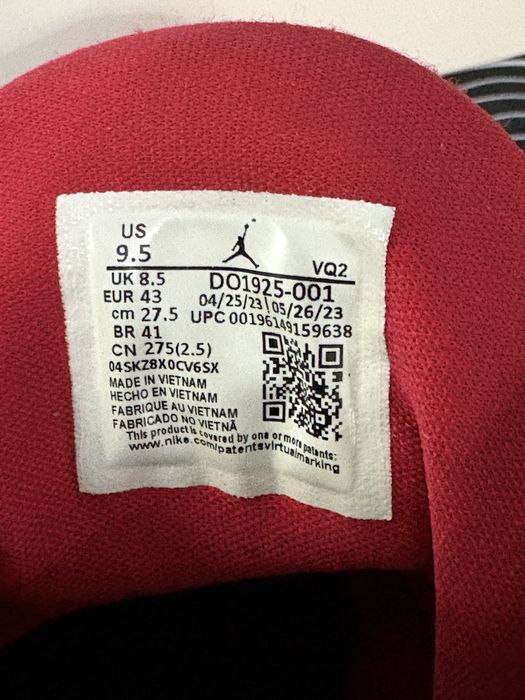 US
9.5
VQ2
UK 8.5
DO1925-001
EUR 43
04/25/23 05/26/23
cm 27.5
UPC 00196149159638
BR 41
CN 275(2.5)
04SKZ8X0CV6SX
MADE IN VIETNAM
HECHO EN VIETNAM
FABRIQUE AU VIETNAM
FABRICADO NO VIETNÃ
This product is covered by one or more patents:
www.nike.com/patentsvirtualmarking